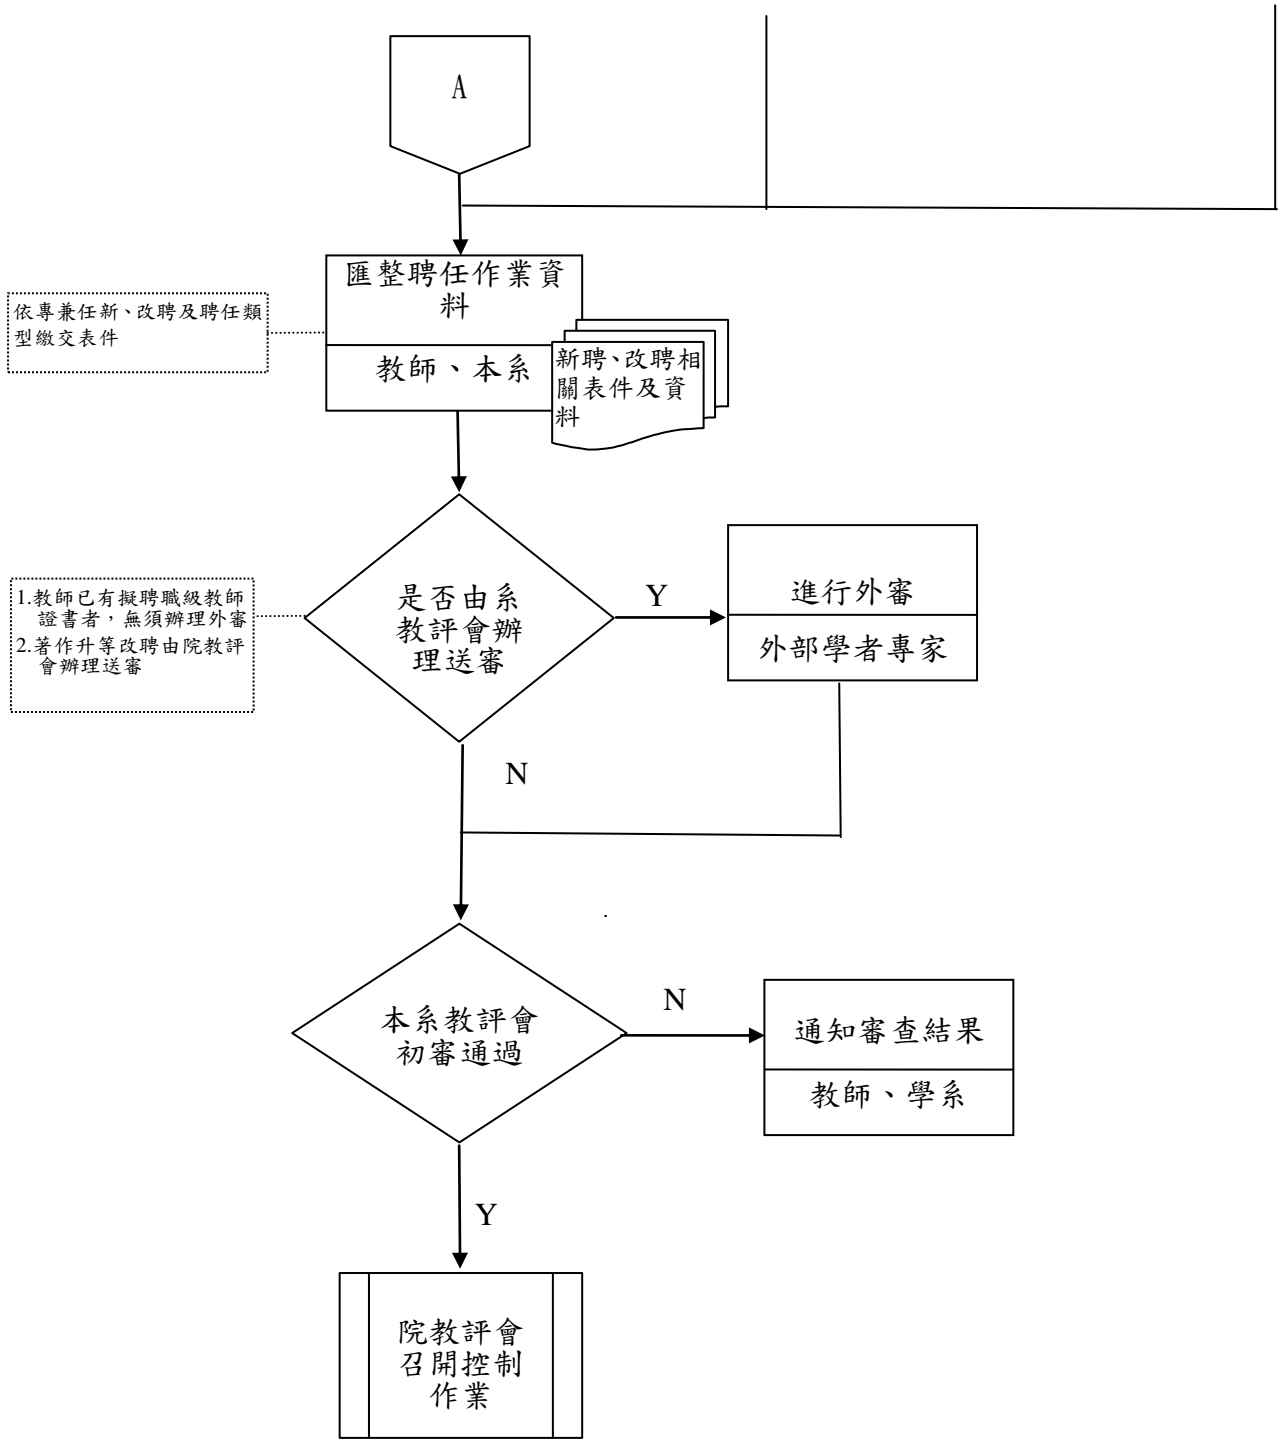 A
匯整聘任作業資
料
教師、本系
依專兼任新、改聘及聘任類
型繳交表件
新聘、改聘相
關表件及資
料
是否由系
教評會辦
理送審
Y
進行外審
外部學者專家
1.教師已有擬聘職級教師
證書者，無須辦理外審
2.著作升等改聘由院教評
會辦理送審
N
本系教評會
初審通過
N
通知審查結果
教師、學系
Y
院教評會
召開控制
作業